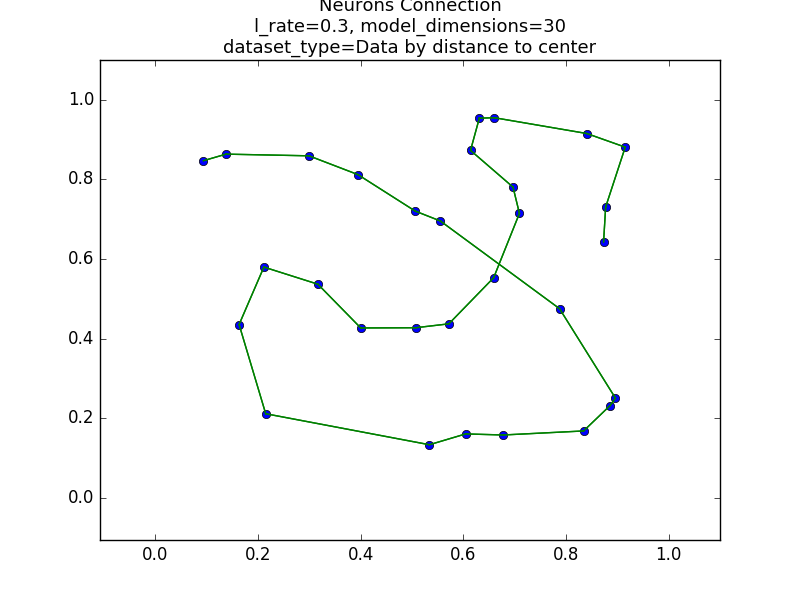 Neurons Connection
l_rate=0.3, model_dimensions=30
dataset_type=Data by distance to center
1.0
0.8
0.6
0.4
0.2
0.0
0.0 0.2 0.4 0.6 0.8 1.0